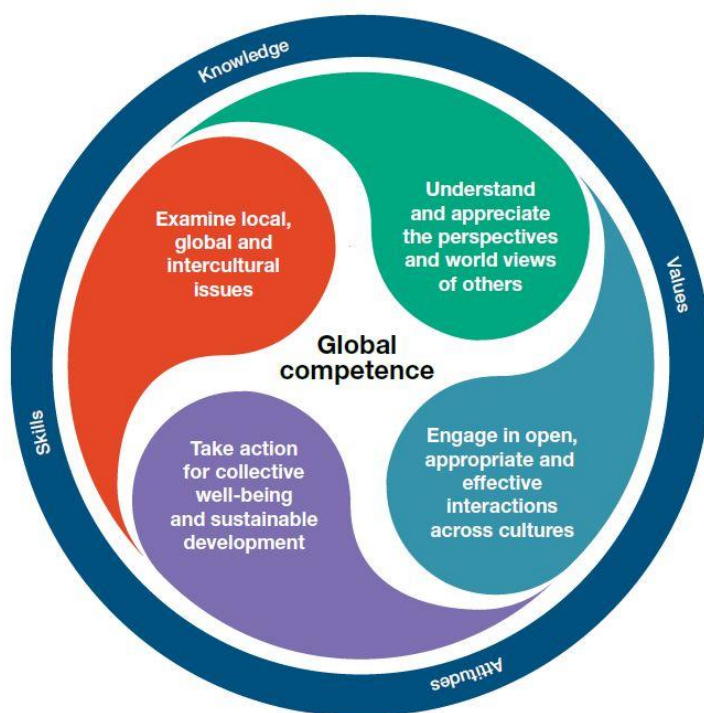 Knowledge
Examine local,
global and
intercultural
issues
Understand
and appreciate
the perspectives
and world views
of others
Values
Global
competence
Skills
Take action
for collective
well-being
and sustainable
development
Engage in open,
appropriate and
effective
interactions
across cultures
Attitudes